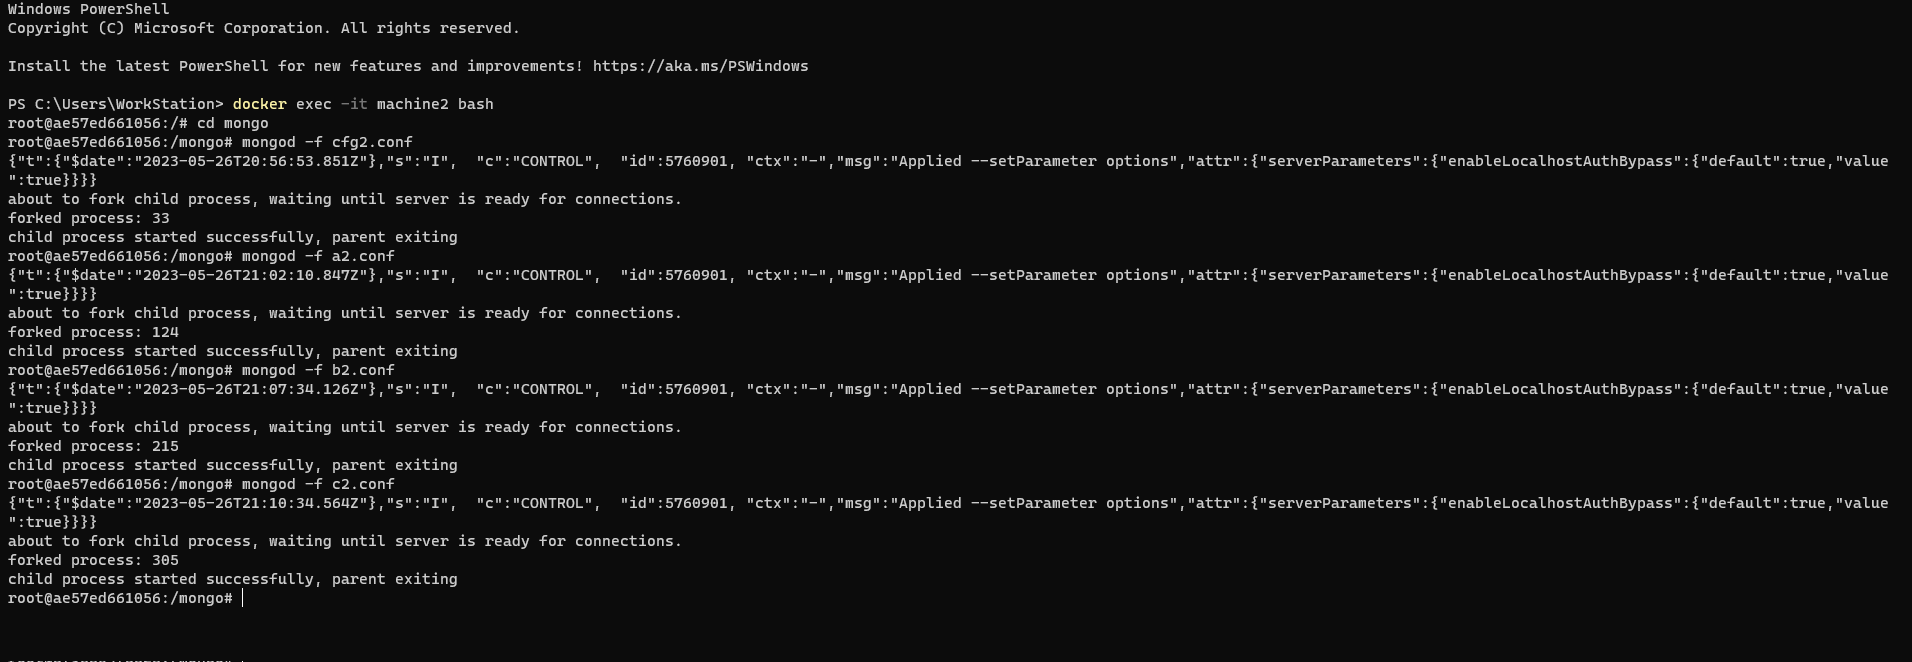 Windows PowerShell
Copyright (C) Microsoft Corporation. All rights reserved.
Install the latest PowerShell for new features and improvements! https://aka.ms/PSWindows
PS C:\Users\WorkStation> docker exec -it machine2 bash
root@ae57ed661056:/# cd mongo
root@ae57ed661056:/mongo# mongod -f cfg2.conf
{"t":{"$date":"2023-05-26T20:56:53.851Z"},"s":"I",  "c":"CONTROL",  "id":5760901, "ctx":"-","msg":"Applied --setParameter options","attr":{"serverParameters":{"enableLocalhostAuthBypass":{"default":true,"value
":true}}}}
about to fork child process, waiting until server is ready for connections.
forked process: 33
child process started successfully, parent exiting
root@ae57ed661056:/mongo# mongod -f a2.conf
{"t":{"$date":"2023-05-26T21:02:10.847Z"},"s":"I",  "c":"CONTROL",  "id":5760901, "ctx":"-","msg":"Applied --setParameter options","attr":{"serverParameters":{"enableLocalhostAuthBypass":{"default":true,"value
":true}}}}
about to fork child process, waiting until server is ready for connections.
forked process: 124
child process started successfully, parent exiting
root@ae57ed661056:/mongo# mongod -f b2.conf
{"t":{"$date":"2023-05-26T21:07:34.126Z"},"s":"I",  "c":"CONTROL",  "id":5760901, "ctx":"-","msg":"Applied --setParameter options","attr":{"serverParameters":{"enableLocalhostAuthBypass":{"default":true,"value
":true}}}}
about to fork child process, waiting until server is ready for connections.
forked process: 215
child process started successfully, parent exiting
root@ae57ed661056:/mongo# mongod -f c2.conf
{"t":{"$date":"2023-05-26T21:10:34.564Z"},"s":"I",  "c":"CONTROL",  "id":5760901, "ctx":"-","msg":"Applied --setParameter options","attr":{"serverParameters":{"enableLocalhostAuthBypass":{"default":true,"value
":true}}}}
about to fork child process, waiting until server is ready for connections.
forked process: 305
child process started successfully, parent exiting
root@ae57ed661056:/mongo#